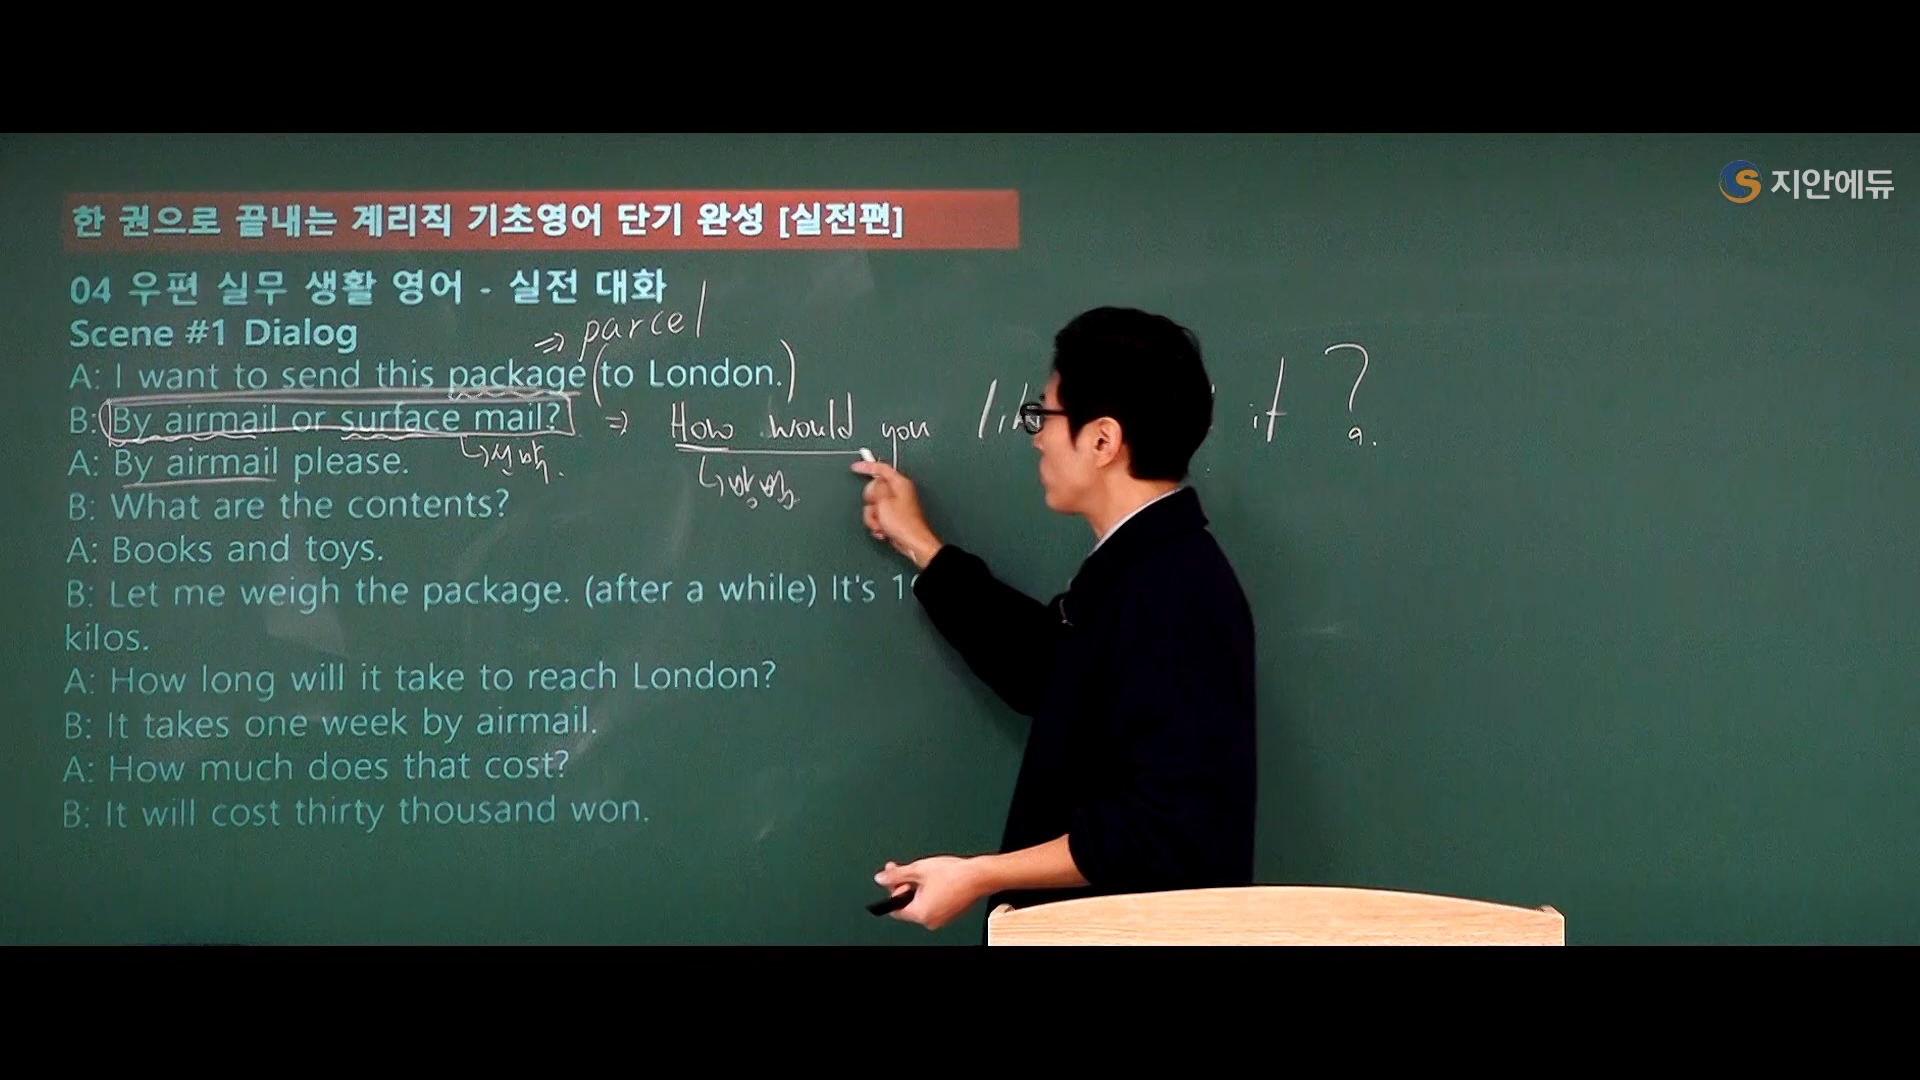 지안에듀
한 권으로 끝내는 계리직 기초영어 단기 완성 [실전편]
04 우편 실무 생활 영어 - 실전 대화
Scene #1 Dialog
⇒ parcel
A: I want to send this package (to London.)
B: By airmail or surface mail? ⇒ How would you it ?
A: By airmail please. ↳ 선박. ↳ 방법.
B: What are the contents?
A: Books and toys.
B: Let me weigh the package. (after a while) It's
kilos.
A: How long will it take to reach London?
B: It takes one week by airmail.
A: How much does that cost?
B: It will cost thirty thousand won.